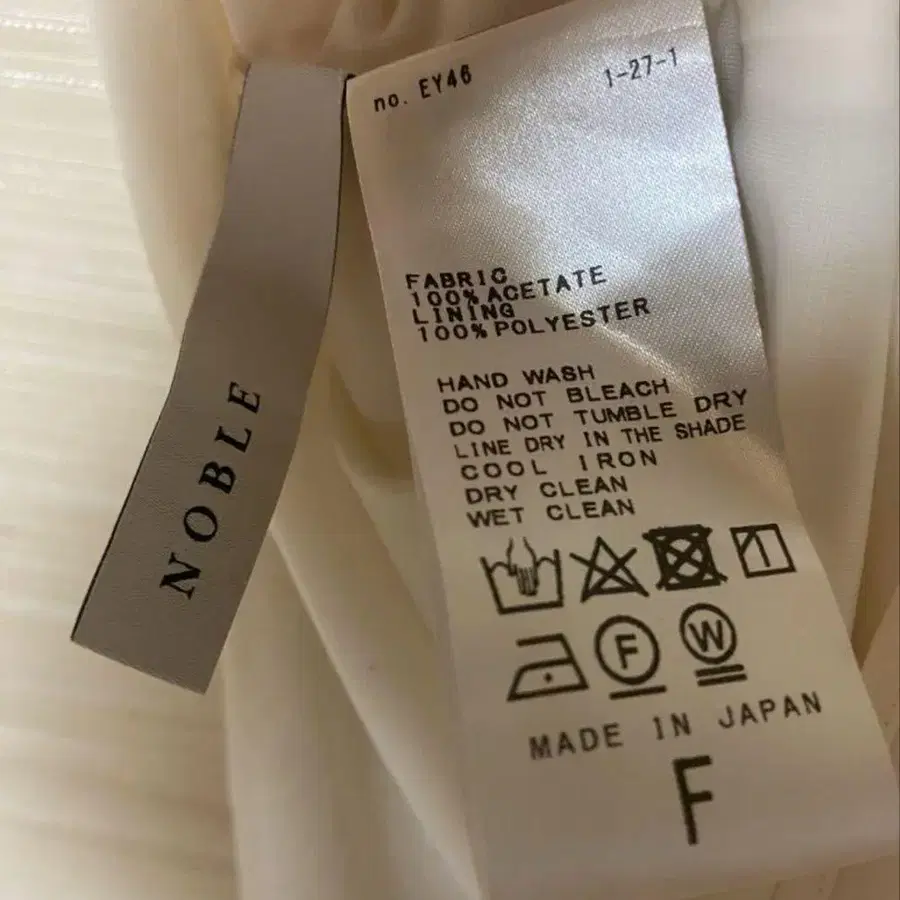 NOBLE
no. EY46
1-27-1
FABRIC
100% ACETATE
LINING
100% POLYESTER
HAND WASH
DO NOT BLEACH
DO NOT TUMBLE DRY
LINE DRY IN THE SHADE
COOL IRON
DRY CLEAN
WET CLEAN
F W
MADE IN JAPAN
F